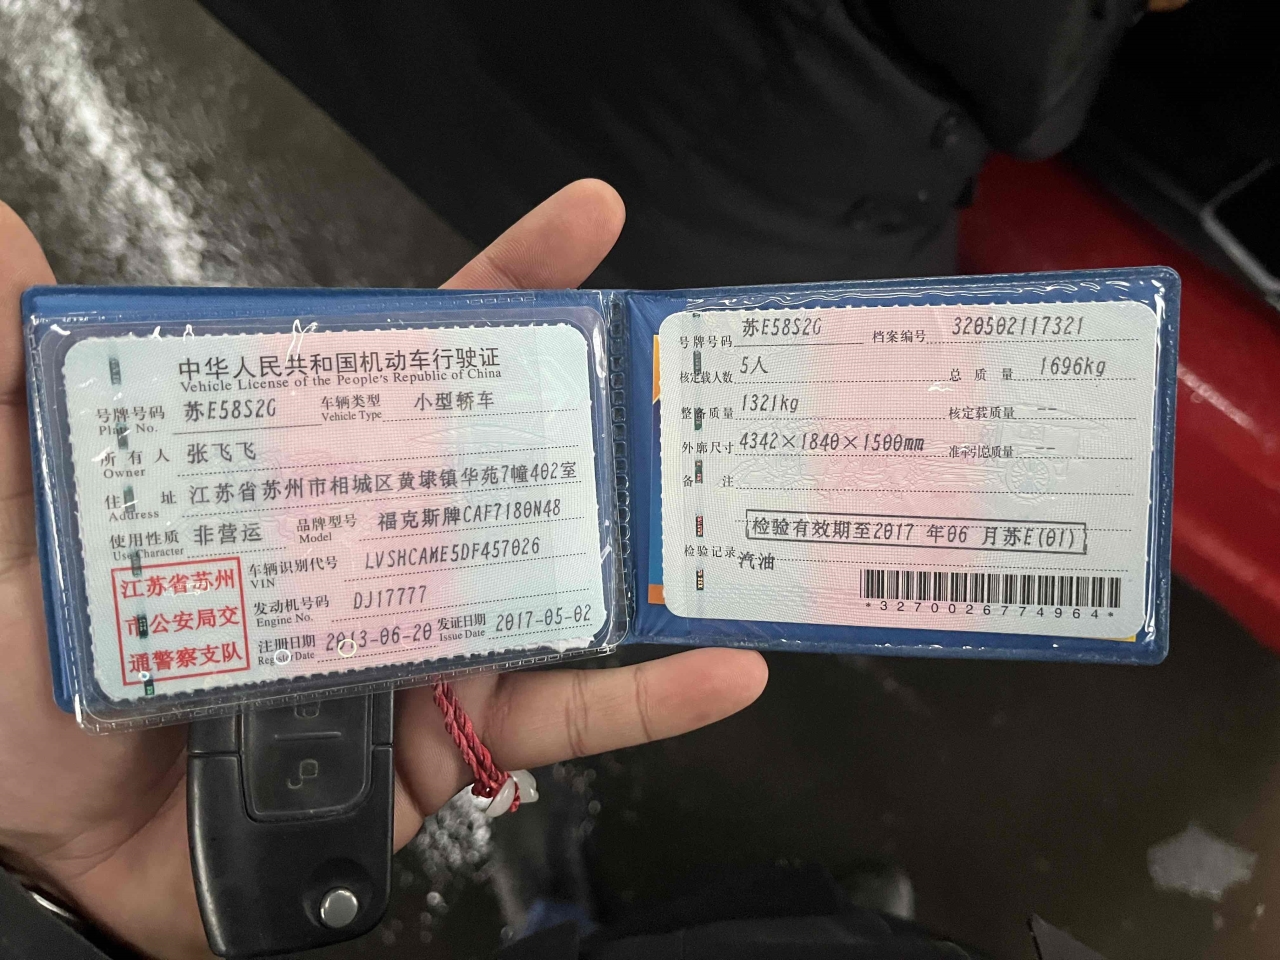 中华人民共和国机动车行驶证
Vehicle License of the People's Republic of China
号牌号码 苏E58S2G 车辆类型 小型轿车
Plate No. Vehicle Type
所有人 张飞飞
Owner
住址 江苏省苏州市相城区黄埭镇华苑7幢402室
Address
使用性质 非营运 品牌型号 福克斯牌CAF7180N48
Use Character Model
江苏省苏州
市公安局交
通警察支队
车辆识别代号 LVSHCAME5DF457026
VIN
发动机号码 DJ17777
Engine No.
注册日期 2013-06-20 发证日期 2017-05-02
Register Date Issue Date
号牌号码 苏E58S2G 档案编号 320502117321
核定载人数 5人 总质量 1696kg
整备质量 1321kg 核定载质量 --
外廓尺寸 4342×1840×1500mm 准牵引总质量 --
备注
检验有效期至2017 年06 月苏E(01)
检验记录 汽油
*3270026774964*